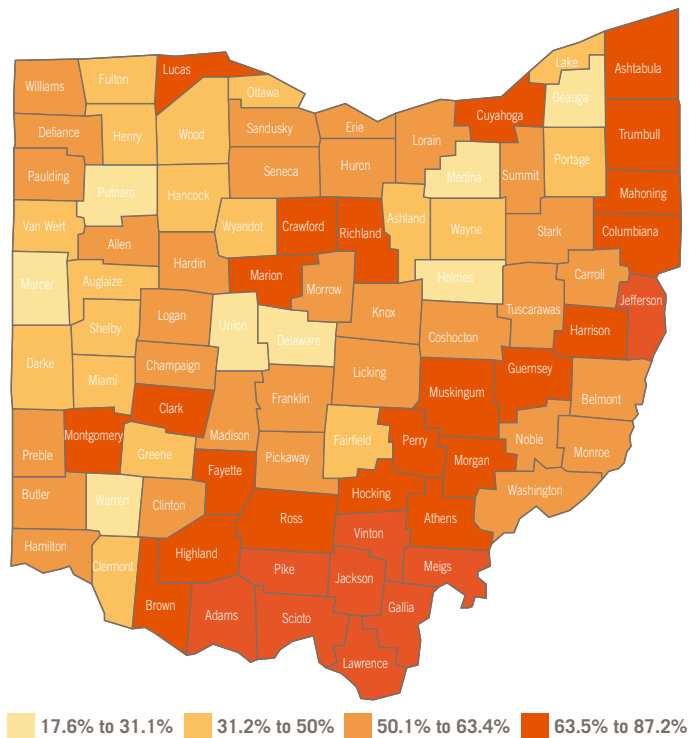 Lucas
Williams
Fulton
Lake
Ashtabula
Ottawa
Geauga
Cuyahoga
Defiance
Henry
Wood
Sandusky
Erie
Lorain
Trumbull
Portage
Huron
Seneca
Summit
Paulding
Medina
Putnam
Hancock
Mahoning
Van Wert
Wyandot
Crawford
Richland
Ashland
Wayne
Stark
Columbiana
Allen
Hardin
Marion
Holmes
Carroll
Mercer
Auglaize
Morrow
Jefferson
Tuscarawas
Knox
Logan
Union
Shelby
Delaware
Coshocton
Harrison
Darke
Champaign
Licking
Guernsey
Miami
Muskingum
Belmont
Franklin
Clark
Madison
Montgomery
Fairfield
Perry
Noble
Monroe
Preble
Greene
Pickaway
Morgan
Fayette
Butler
Warren
Clinton
Hocking
Washington
Ross
Athens
Vinton
Hamilton
Highland
Clermont
Pike
Meigs
Jackson
Brown
Gallia
Adams
Scioto
Lawrence
17.6% to 31.1% 31.2% to 50% 50.1% to 63.4% 63.5% to 87.2%